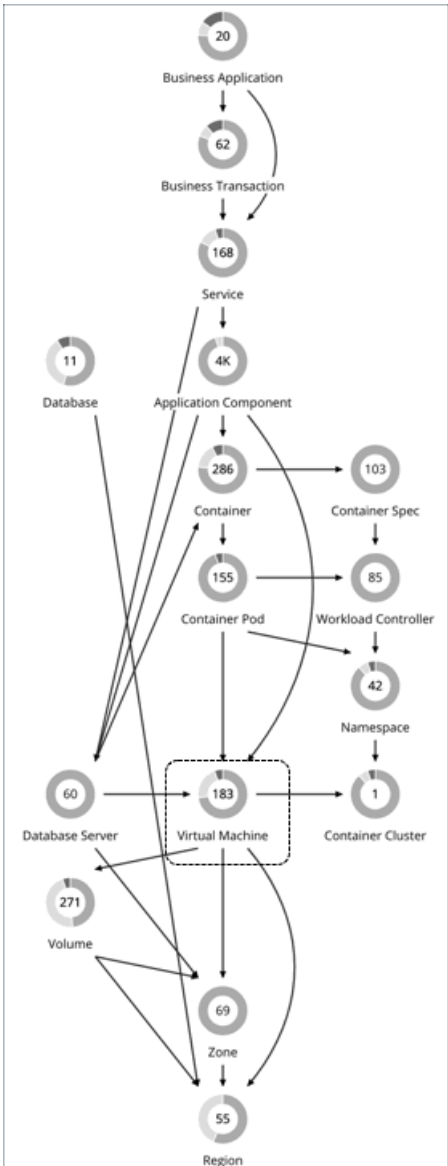 20
Business Application
62
Business Transaction
168
Service
11
Database
4K
Application Component
286
Container
103
Container Spec
155
Container Pod
85
Workload Controller
42
Namespace
60
Database Server
183
Virtual Machine
1
Container Cluster
271
Volume
69
Zone
55
Region